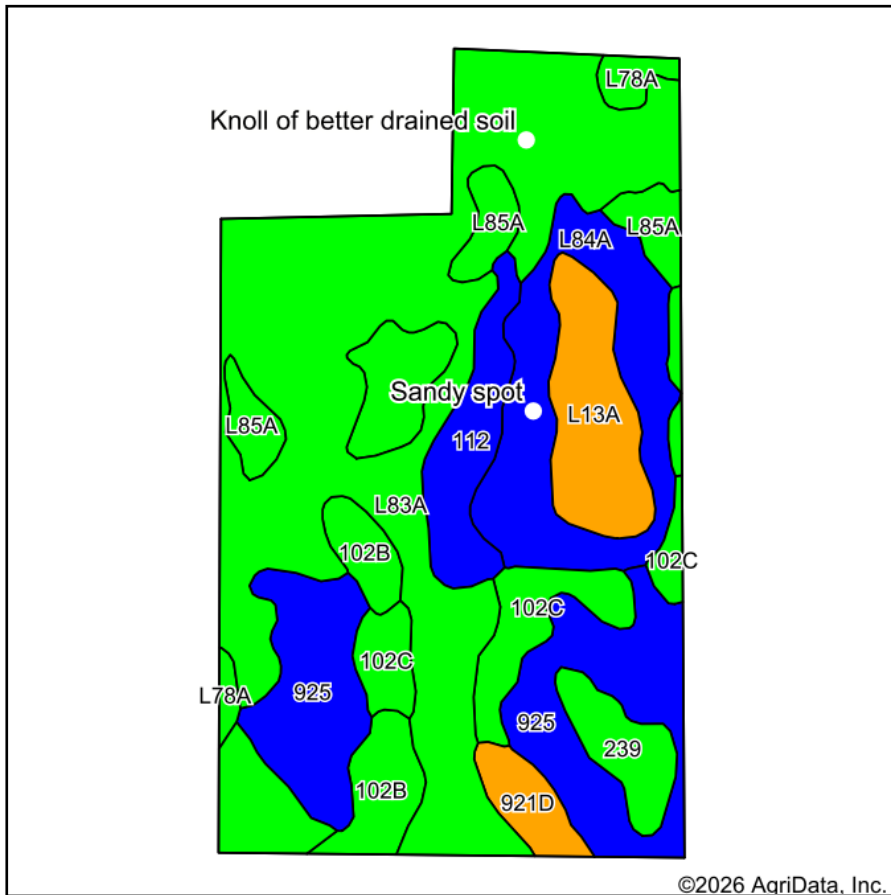 L78A
Knoll of better drained soil
L85A
L84A
L85A
Sandy spot
L13A
L85A
112
L83A
102B
102C
102C
102C
L78A
925
925
239
102B
921D
©2026 AgriData, Inc.